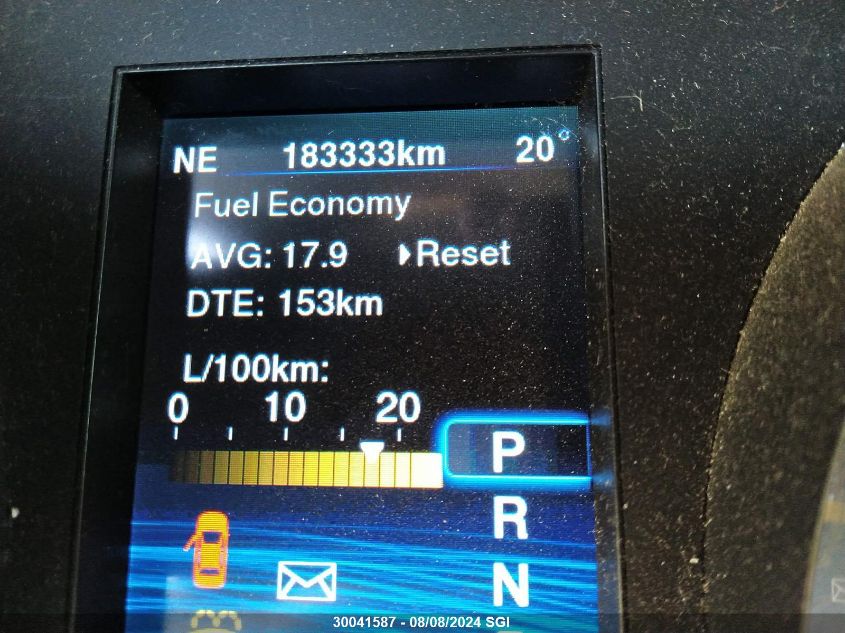 NE 183333km 20°
Fuel Economy
AVG: 17.9 Reset
DTE: 153km
L/100km:
0 10 20
P
R
N
30041587 - 08/08/2024 SGI